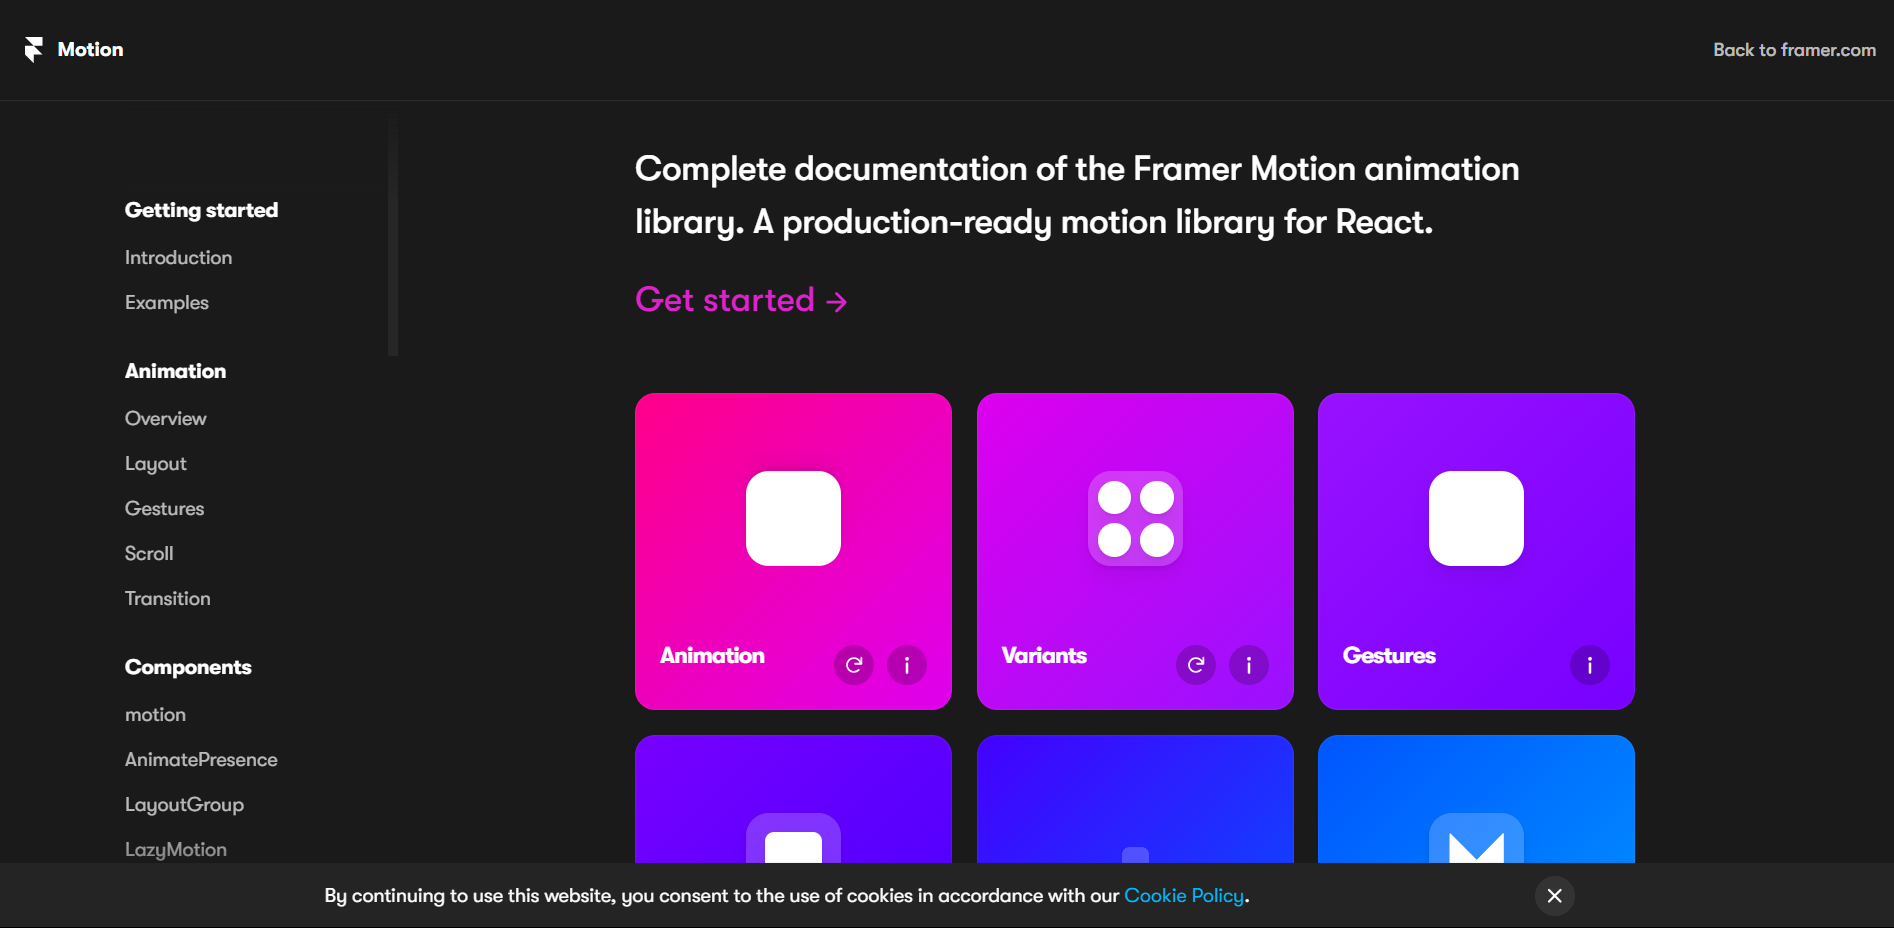 Motion
Back to framer.com
Getting started
Introduction
Examples
Animation
Overview
Layout
Gestures
Scroll
Transition
Components
motion
AnimatePresence
LayoutGroup
LazyMotion
Complete documentation of the Framer Motion animation
library. A production-ready motion library for React.
Get started →
Animation
Variants
Gestures
By continuing to use this website, you consent to the use of cookies in accordance with our Cookie Policy.